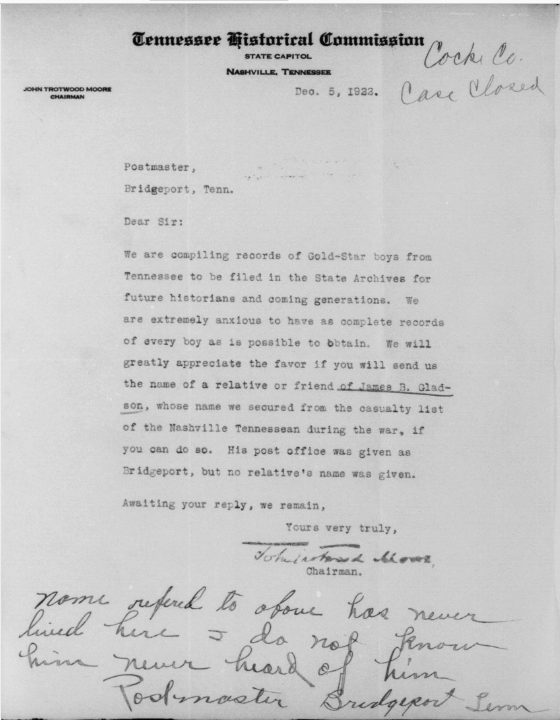 Tennessee Historical Commission
STATE CAPITOL
NASHVILLE, TENNESSEE
Cocke Co.
Case Closed
JOHN TROTWOOD MOORE
CHAIRMAN
Dec. 5, 1922.
Postmaster,
Bridgeport, Tenn.
Dear Sir:
We are compiling records of Gold-Star boys from
Tennessee to be filed in the State Archives for
future historians and coming generations. We
are extremely anxious to have as complete records
of every boy as is possible to obtain. We will
greatly appreciate the favor if you will send us
the name of a relative or friend of James B. Glad-
son, whose name we secured from the casualty list
of the Nashville Tennessean during the war, if
you can do so. His post office was given as
Bridgeport, but no relative's name was given.
Awaiting your reply, we remain,
Yours very truly,
John Trotwood Moore,
Chairman.
Name refered to above has never
lived here I do not know
him never heard of him
Postmaster Bridgeport Tenn